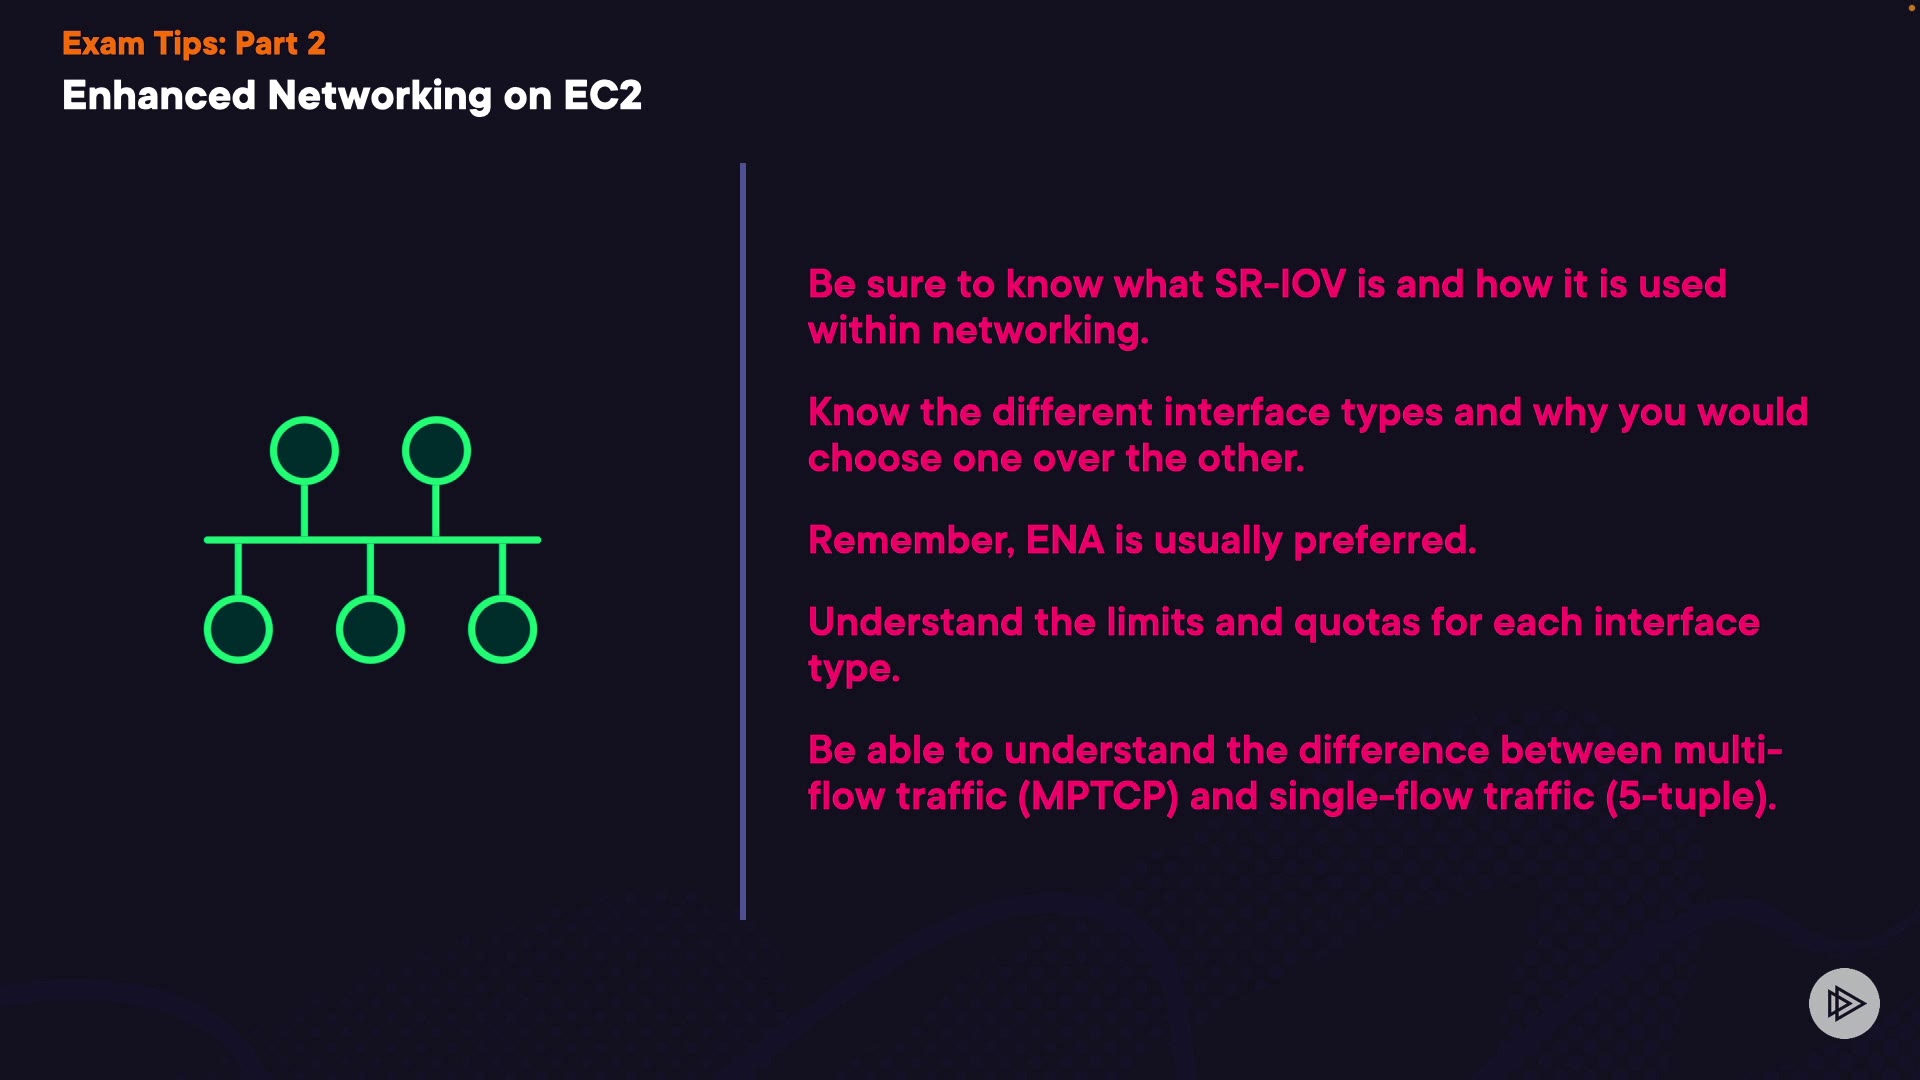 Exam Tips: Part 2
Enhanced Networking on EC2
Be sure to know what SR-IOV is and how it is used
within networking.
Know the different interface types and why you would
choose one over the other.
Remember, ENA is usually preferred.
Understand the limits and quotas for each interface
type.
Be able to understand the difference between multi-
flow traffic (MPTCP) and single-flow traffic (5-tuple).